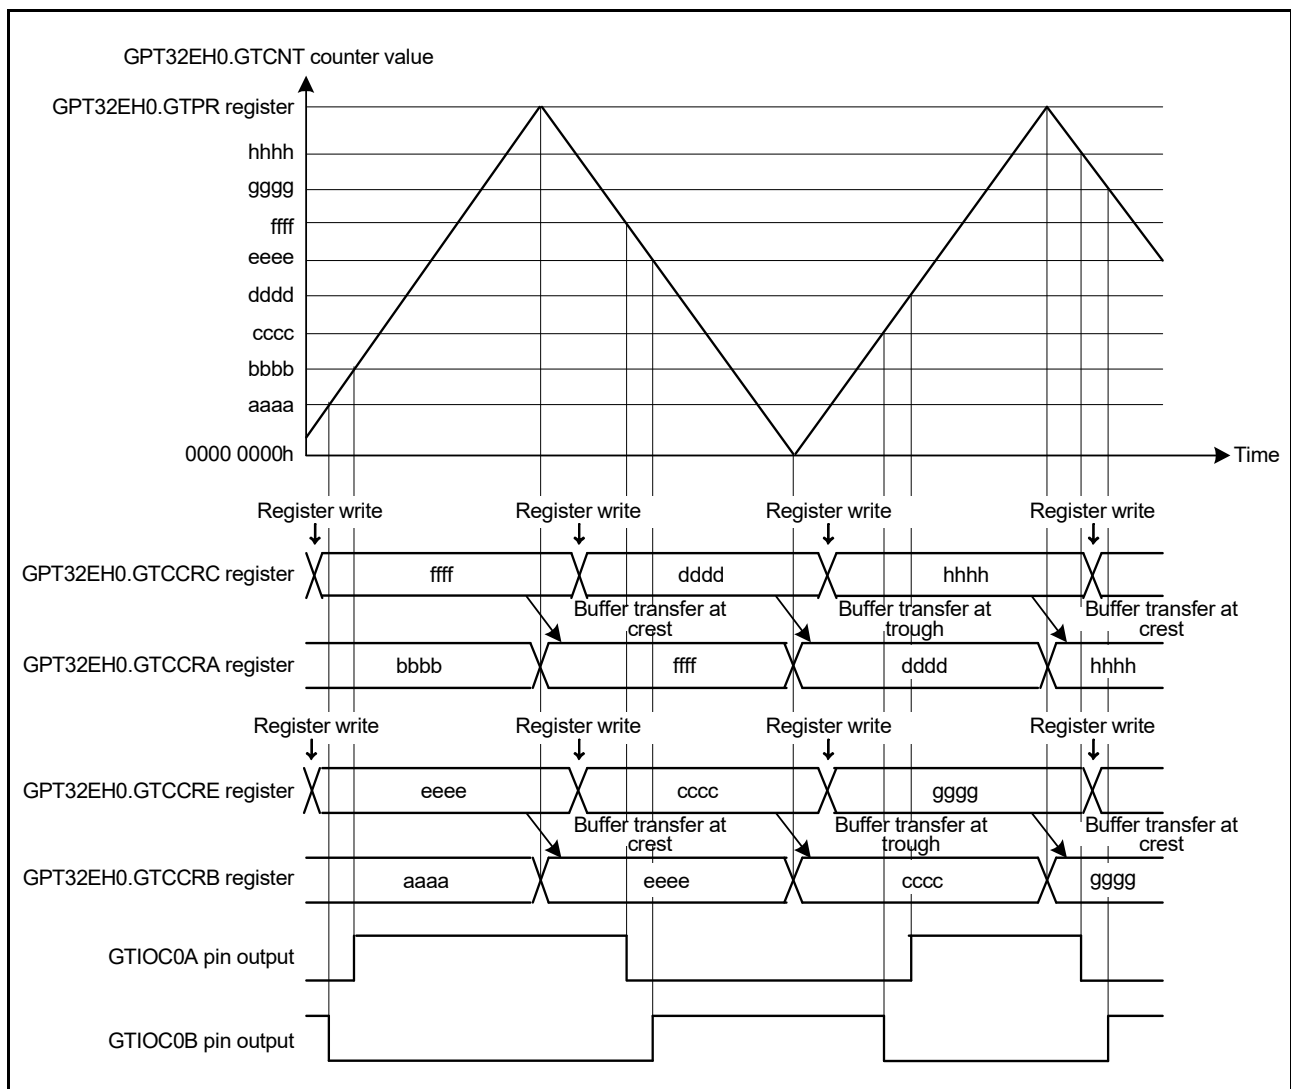 GPT32EH0.GTCNT counter value
GPT32EH0.GTPR register
hhhh
gggg
ffff
eeee
dddd
cccc
bbbb
aaaa
0000 0000h
Time
Register write Register write Register write Register write
GPT32EH0.GTCCRC register ffff dddd hhhh
Buffer transfer at crest
Buffer transfer at trough
Buffer transfer at crest
GPT32EH0.GTCCRA register bbbb ffff dddd hhhh
Register write Register write Register write Register write
GPT32EH0.GTCCRE register eeee cccc gggg
Buffer transfer at crest
Buffer transfer at trough
Buffer transfer at crest
GPT32EH0.GTCCRB register aaaa eeee cccc gggg
GTIOC0A pin output
GTIOC0B pin output